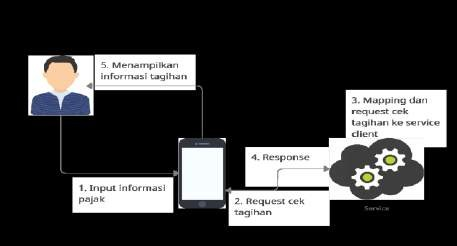 5. Menampilkan
informasi tagihan
3. Mapping dan
request cek
tagihan ke service
client
4. Response
1. Input informasi
pajak
2. Request cek
tagihan
Service